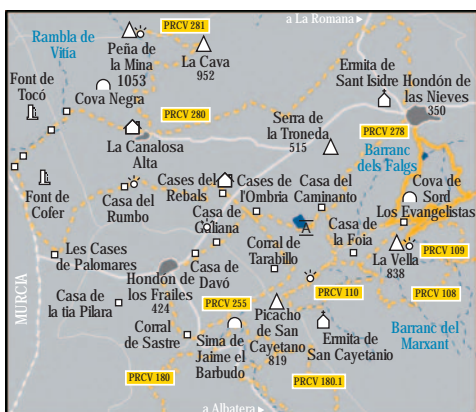 PRCV 281
a La Romana
Rambla de
Vitía
Peña de
la Mina
1053
La Cava
952
Ermita de
Sant Isidre
Hondón de
las Nieves
350
Font de
Tocó
Cova Negra
PRCV 280
Serra de
la Troneda
515
PRCV 278
La Canalosa
Alta
Barranc
dels Falgs
Font de
Cofer
Casa del
Rumbo
Cases del
Rebals
Cases de
l'Ombria
Casa del
Caminanto
Cova de
Sord
Los Evangelistas
Casa de
Galiana
Casa de
la Foia
Les Cases
de Palomares
Corral de
Tarabillo
La Vella
838
PRCV 109
Casa de
Davó
Hondón de
los Frailes
424
MURCIA
PRCV 110
PRCV 108
Casa de
la tia Pilara
PRCV 255
Picacho
de San
Cayetano
819
Barranc del
Marxant
Corral
de Sastre
Sima de
Jaime el
Barbudo
Ermita de
San Cayetanio
PRCV 180
PRCV 180.1
a Albatera